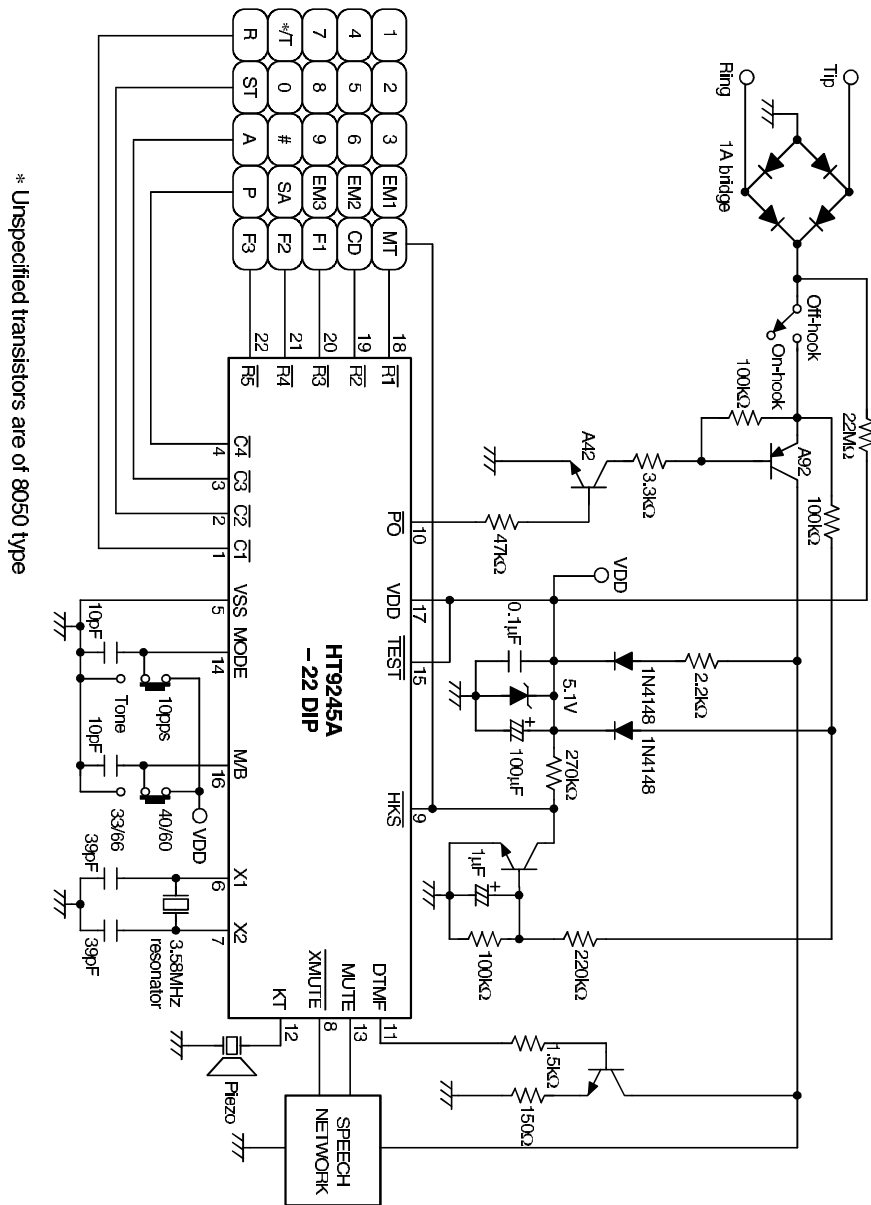 Tip
Ring
1A bridge
Off-hook
On-hook
22MΩ
100kΩ
A92
100kΩ
3.3kΩ
A42
47kΩ
VDD
2.2kΩ
1N4148
1N4148
0.1µF
5.1V
+
100µF
270kΩ
+
1µF
220kΩ
100kΩ
1.5kΩ
150Ω
1
2
3
EM1
MT
4
5
6
EM2
CD
7
8
9
EM3
F1
*/T
0
#
SA
F2
R
ST
A
P
F3
18
R1
19
R2
20
R3
21
R4
22
R5
10
PO
17
VDD
15
TEST
9
HKS
HT9245A
– 22 DIP
C4
4
C3
3
C2
2
C1
1
VSS
5
MODE
14
M/B
16
X1
6
X2
7
DTMF
11
MUTE
13
XMUTE
8
KT
12
10pF
Tone
10pps
10pF
33/66
40/60
VDD
39pF
39pF
3.58MHz
resonator
Piezo
SPEECH
NETWORK
* Unspecified transistors are of 8050 type